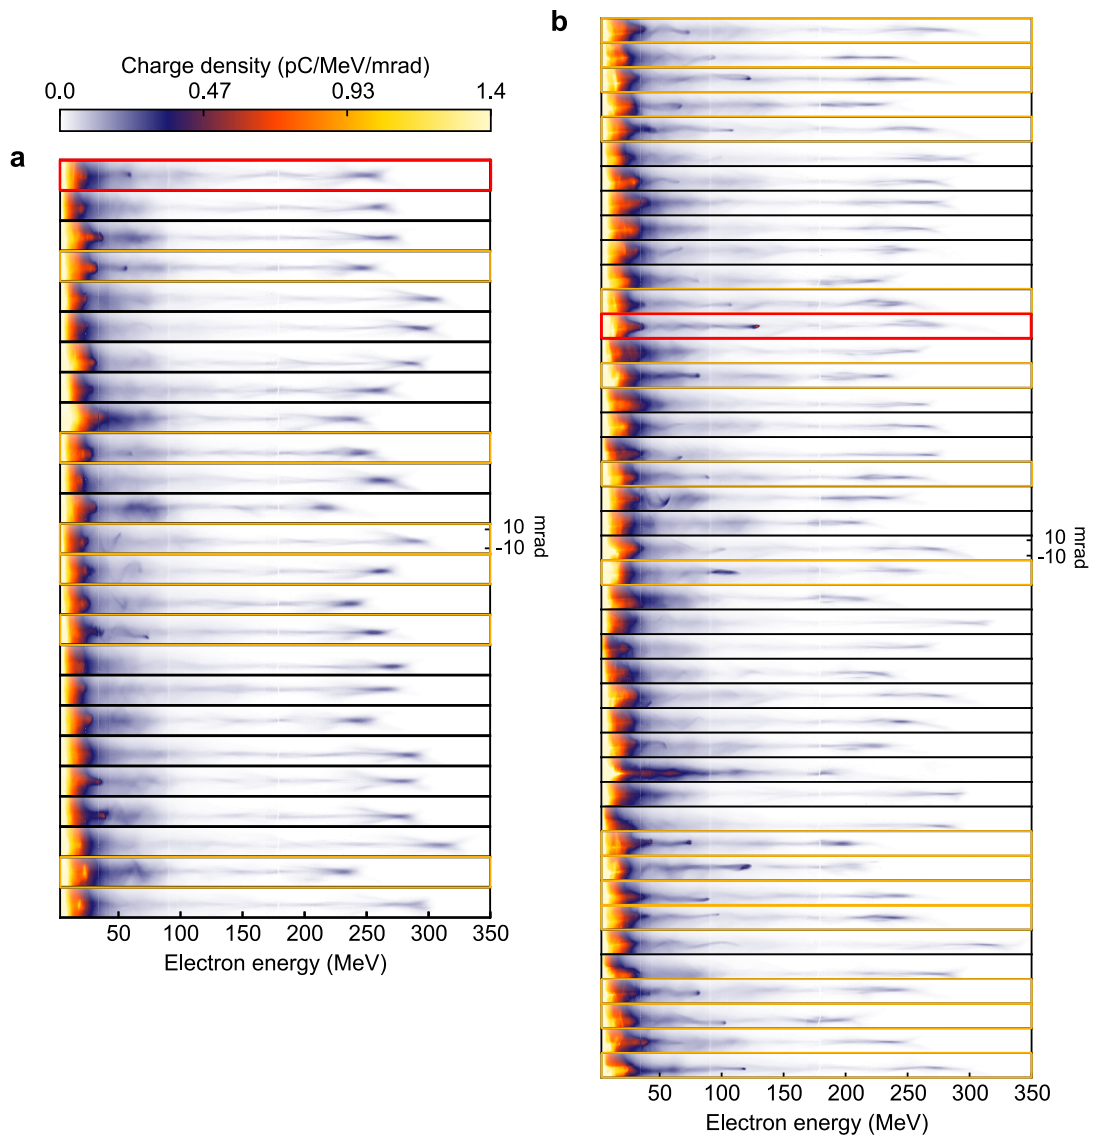 b
Charge density (pC/MeV/mrad)
0.0 0.47 0.93 1.4
a
10
-10
mrad
10
-10
mrad
50 100 150 200 250 300 350
Electron energy (MeV)
50 100 150 200 250 300 350
Electron energy (MeV)